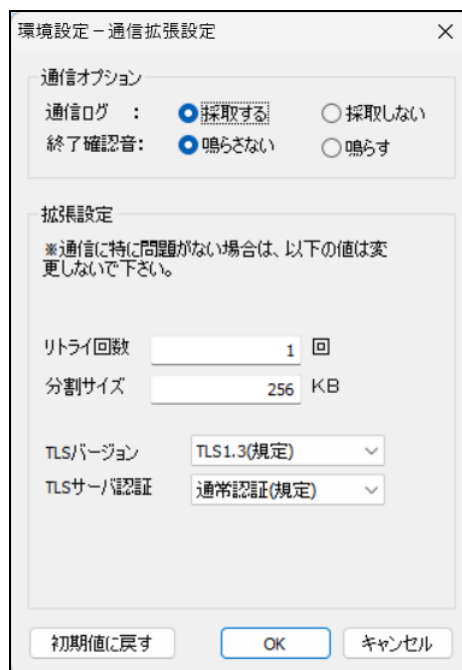 環境設定－通信拡張設定
通信オプション
通信ログ ： 採取する 採取しない
終了確認音： 鳴らさない 鳴らす
拡張設定
※通信に特に問題がない場合は、以下の値は変
更しないで下さい。
リトライ回数 1 回
分割サイズ 256 KB
TLSバージョン TLS1.3(規定)
TLSサーバ認証 通常認証(規定)
初期値に戻す OK キャンセル